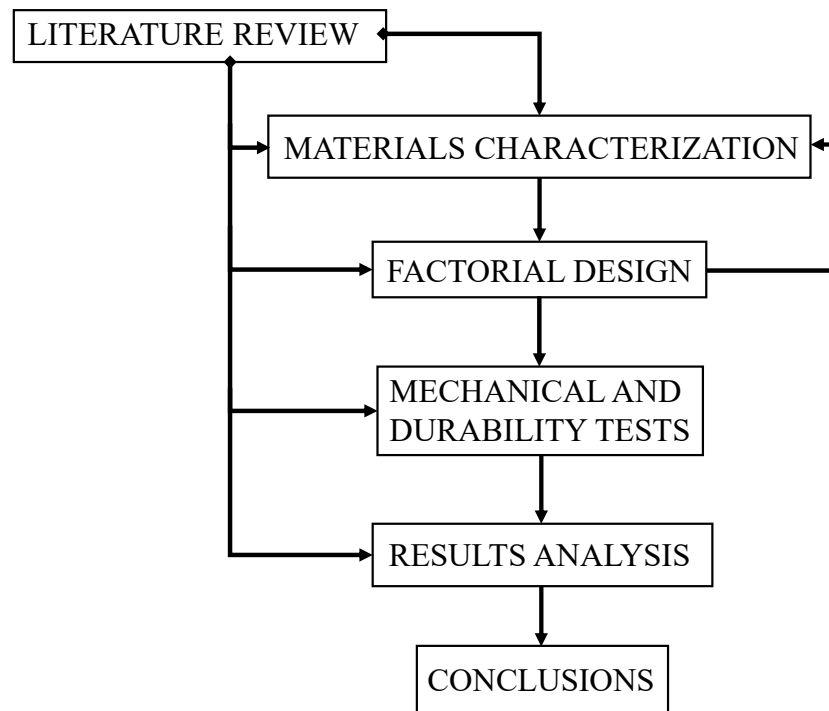 LITERATURE REVIEW
MATERIALS CHARACTERIZATION
FACTORIAL DESIGN
MECHANICAL AND
DURABILITY TESTS
RESULTS ANALYSIS
CONCLUSIONS